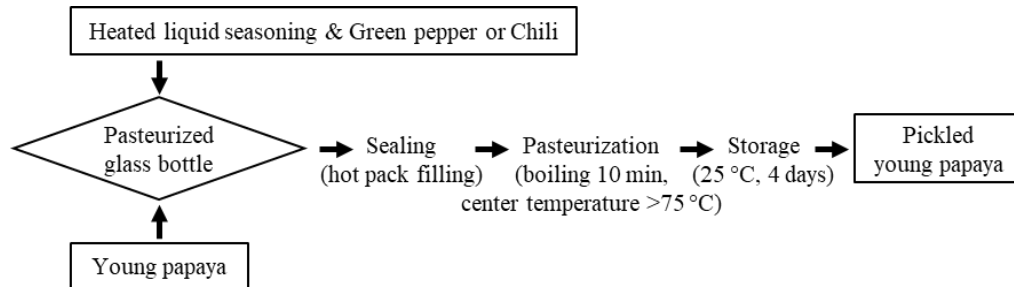 Heated liquid seasoning & Green pepper or Chili
Pasteurized
glass bottle
Sealing
(hot pack filling)
Pasteurization
(boiling 10 min,
center temperature >75 °C)
Storage
(25 °C, 4 days)
Pickled
young papaya
Young papaya